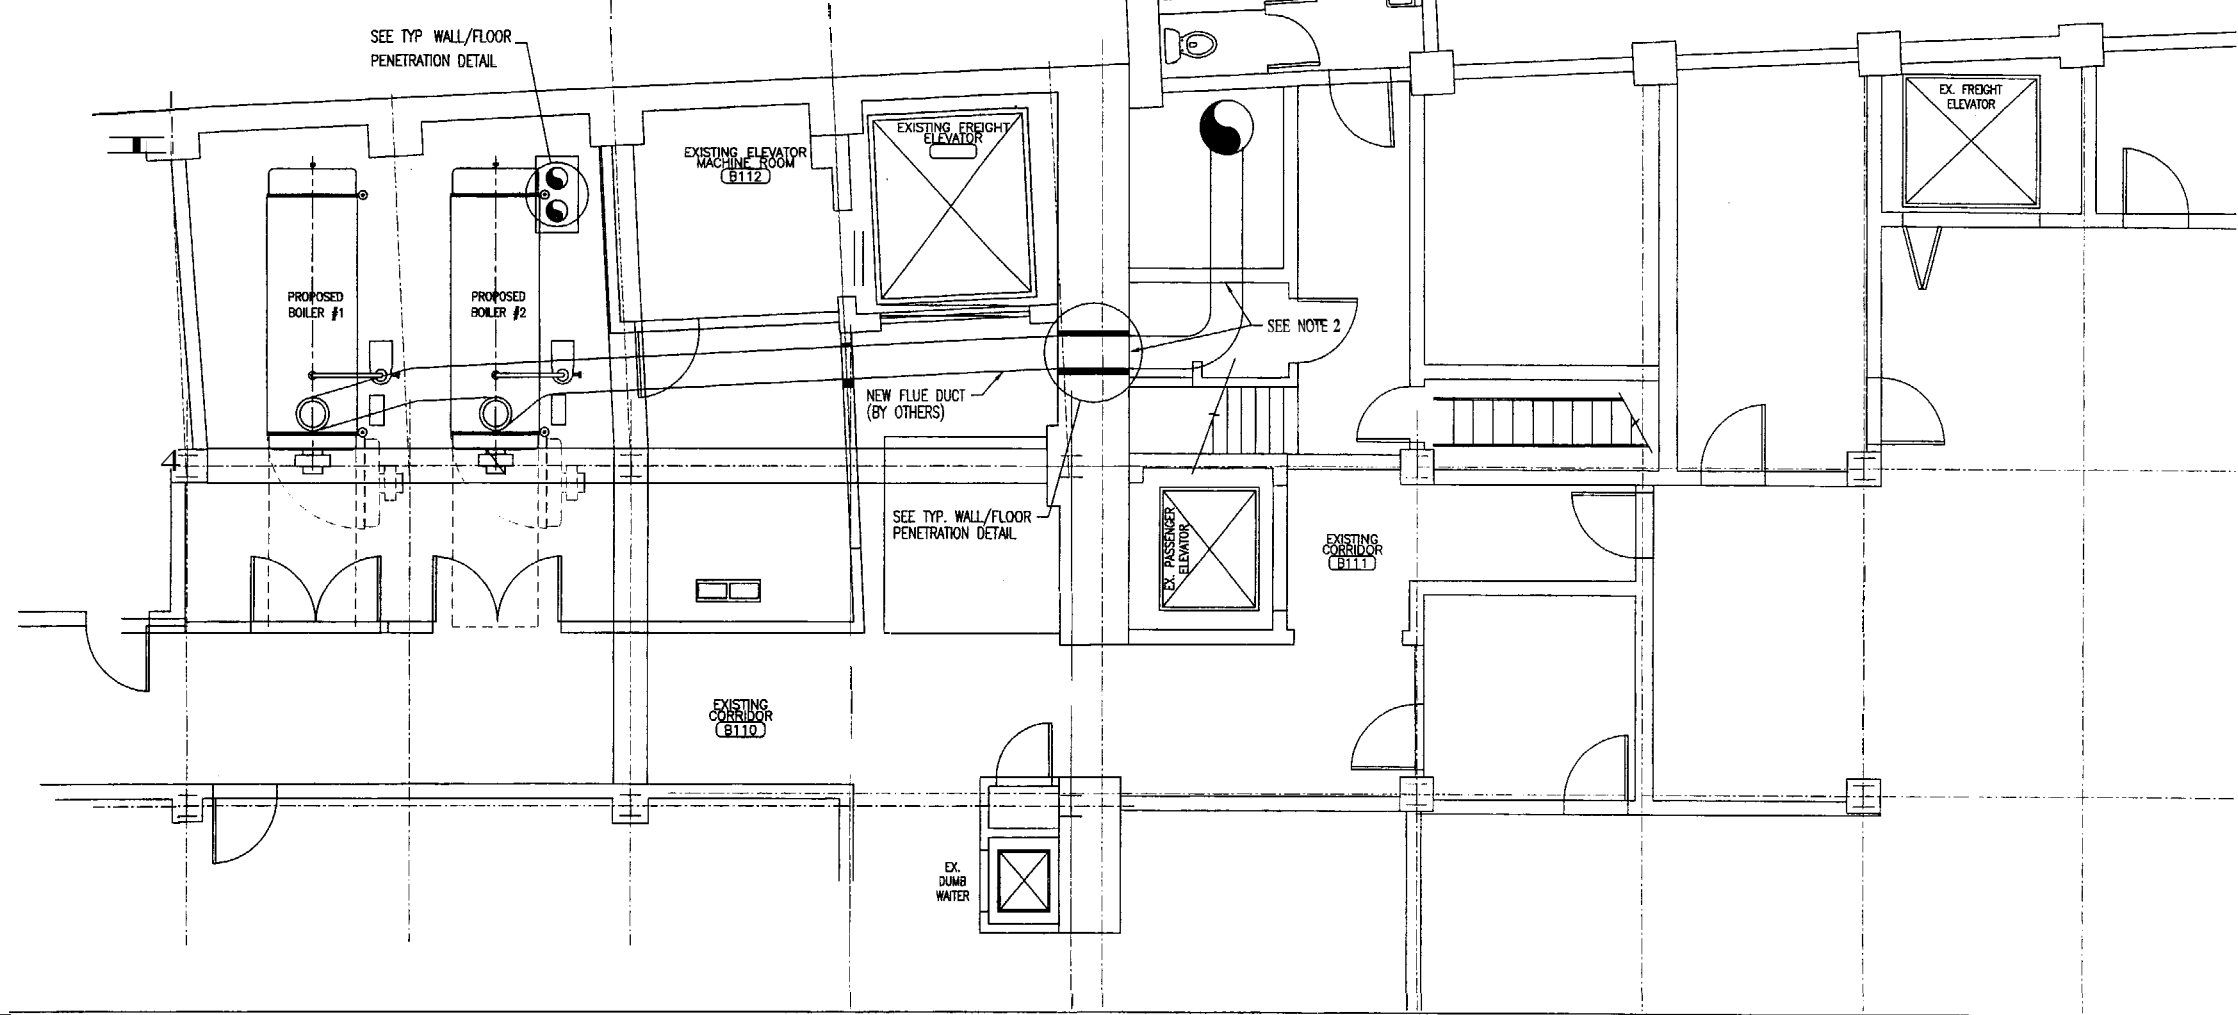 SEE TYP WALL/FLOOR
PENETRATION DETAIL
EXISTING FREIGHT
ELEVATOR
EX. FREIGHT
ELEVATOR
EXISTING ELEVATOR
MACHINE ROOM
B112
PROPOSED
BOILER #1
PROPOSED
BOILER #2
SEE NOTE 2
NEW FLUE DUCT
(BY OTHERS)
SEE TYP. WALL/FLOOR
PENETRATION DETAIL
EX. PASSENGER
ELEVATOR
EXISTING
CORRIDOR
B111
EXISTING
CORRIDOR
B110
EX.
DUMB
WAITER